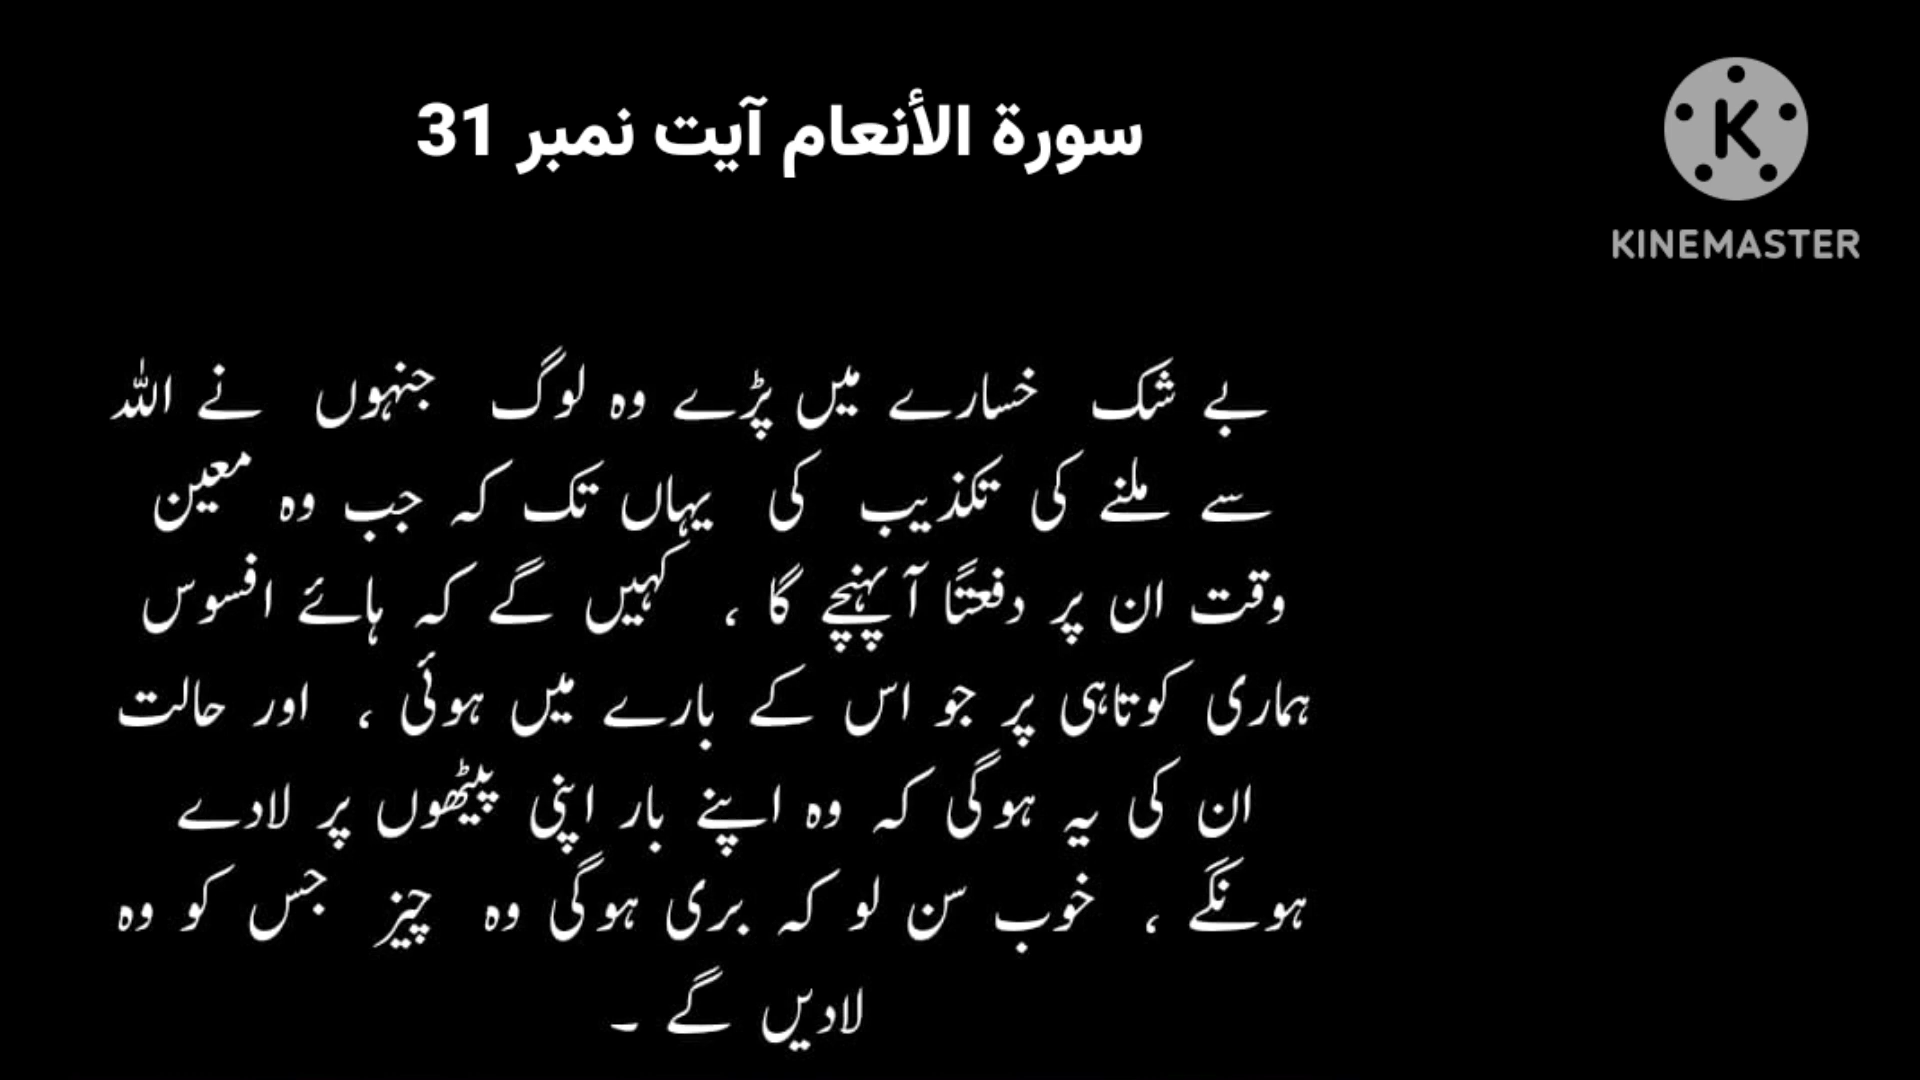 سورة الأنعام آیت نمبر 31
KINEMASTER
بے شک خسارے میں پڑے وہ لوگ جنہوں نے اللہ
سے ملنے کی تکذیب کی یہاں تک کہ جب وہ معین
وقت ان پر دفعتًا آپہنچے گا ، کہیں گے کہ ہائے افسوس
ہماری کوتاہی پر جو اس کے بارے میں ہوئی ، اور حالت
ان کی یہ ہوگی کہ وہ اپنے بار اپنی پیٹھوں پر لادے
ہونگے ، خوب سن لو کہ بری ہوگی وہ چیز جس کو وہ
لادیں گے ۔